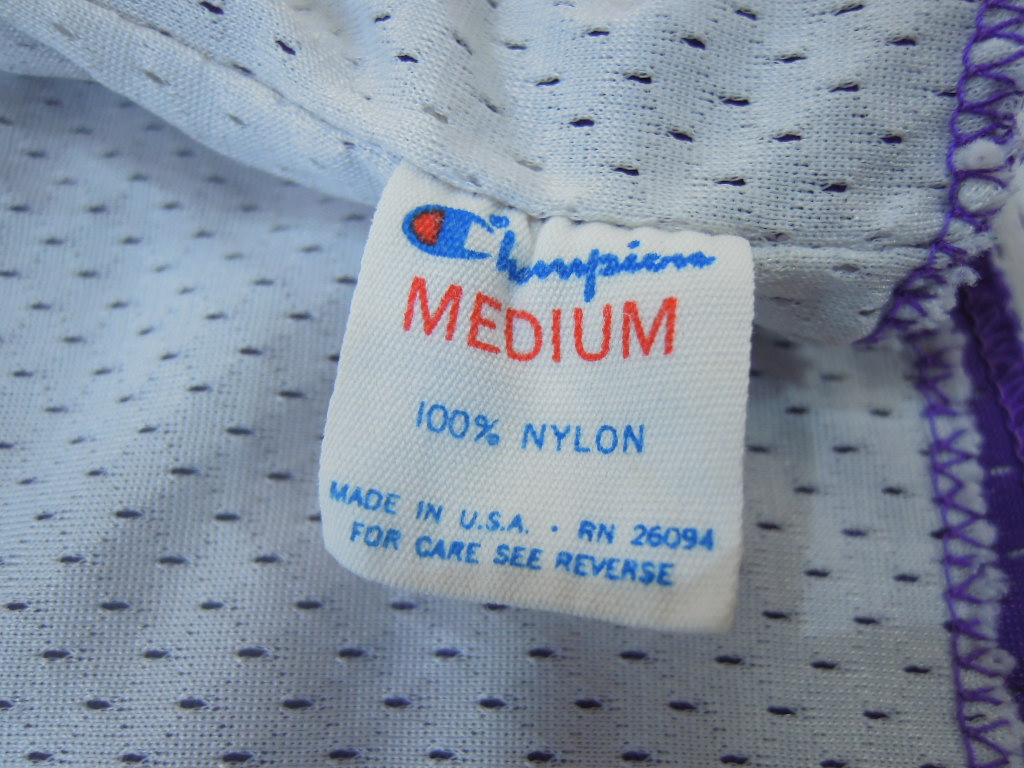 Champion
MEDIUM
100% NYLON
MADE IN U.S.A. · RN 26094
FOR CARE SEE REVERSE